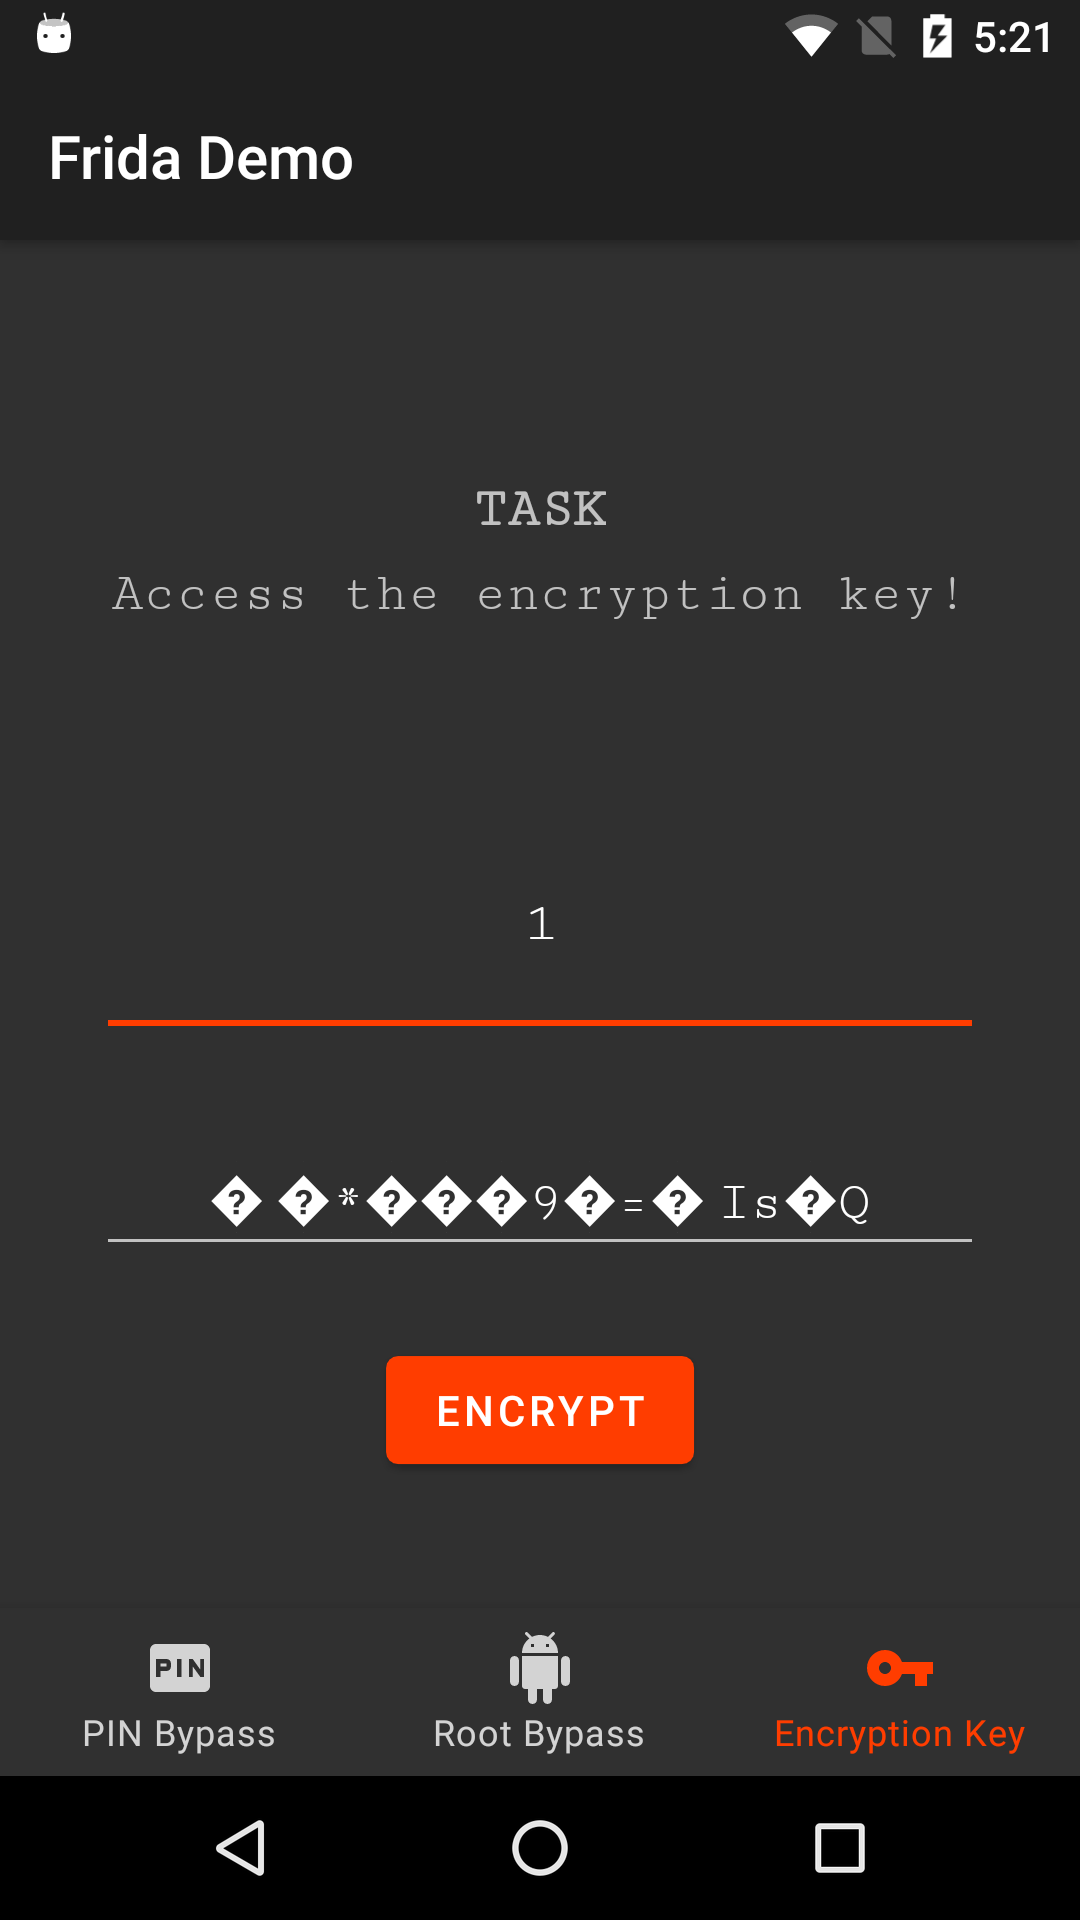 5:21
Frida Demo
TASK
Access the encryption key!
1
� �*���9�=� Is�Q
ENCRYPT
PIN
PIN Bypass
Root Bypass
Encryption Key